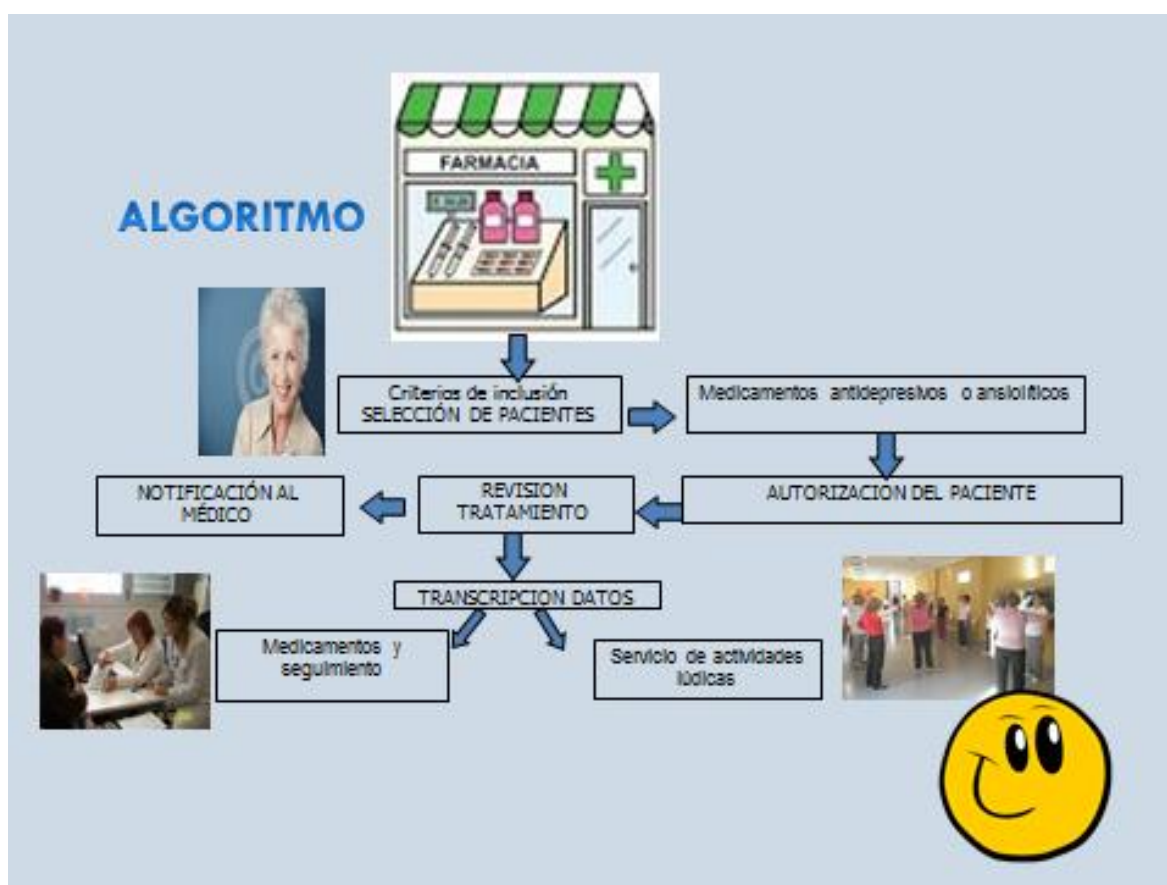 FARMACIA
ALGORITMO
Criterios de inclusión
SELECCIÓN DE PACIENTES
Medicamentos antidepresivos o ansiolíticos
AUTORIZACION DEL PACIENTE
REVISION
TRATAMIENTO
NOTIFICACIÓN AL
MÉDICO
TRANSCRIPCION DATOS
Medicamentos y
seguimiento
Servicio de actividades
lúdicas